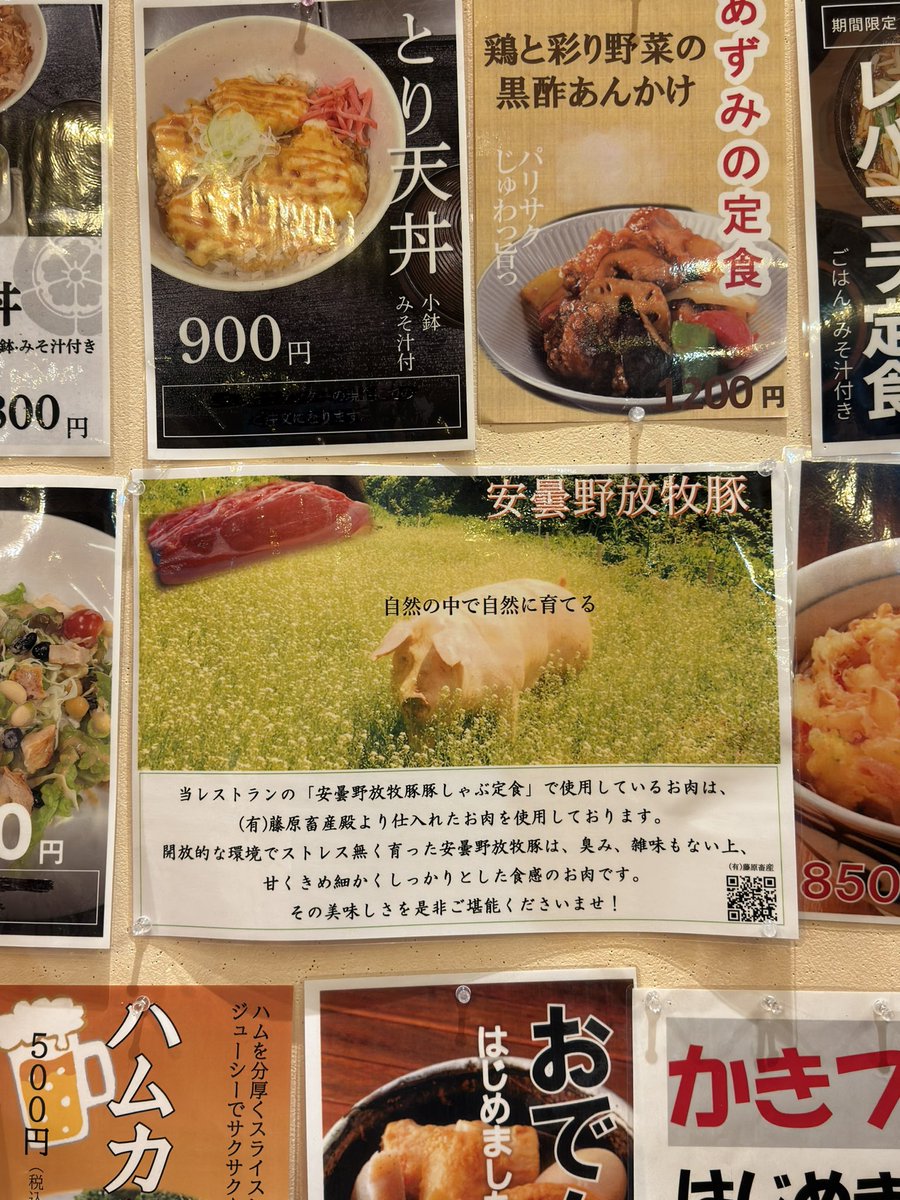 丼
鉢・みそ汁付き
800円
とり天丼
小鉢
みそ汁付
900円
鶏と彩り野菜の
黒酢あんかけ
めずみの定食
パリサク
じゅわっ旨っ
1200円
期間限定
レバニラ定食
ごはん・みそ汁付き
0円
安曇野放牧豚
自然の中で自然に育てる
当レストランの「安曇野放牧豚豚しゃぶ定食」で使用しているお肉は、
(有)藤原畜産殿より仕入れたお肉を使用しております。
開放的な環境でストレス無く育った安曇野放牧豚は、臭み、雑味もない上、
甘くきめ細かくしっかりとした食感のお肉です。
その美味しさを是非ご堪能くださいませ！
(有)藤原畜産
850
ハムカ
ハムを分厚くスライス
ジューシーでサクサク
500円
(税込
おで
はじめまし
かきフ
はじめま